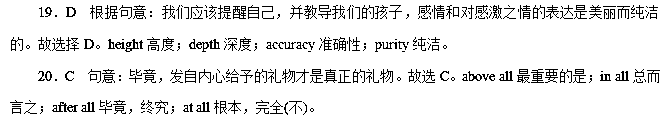 19. D 根据句意：我们应该提醒自己，并教导我们的孩子，感情和对感激之情的表达是美丽而纯洁
的。故选择 D。height 高度；depth 深度；accuracy 准确性；purity 纯洁。
20. C 句意：毕竟，发自内心给予的礼物才是真正的礼物。故选 C。above all 最重要的是；in all 总而
言之；after all 毕竟，终究；at all 根本，完全(不)。